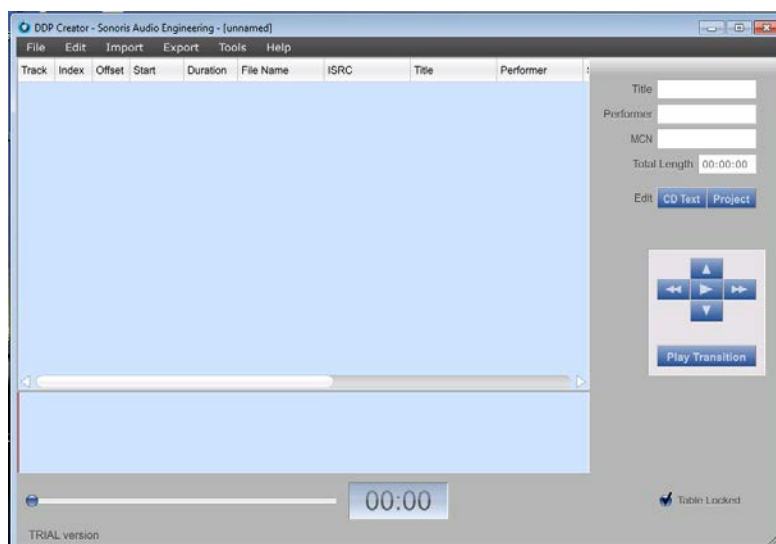 DDP Creator - Sonoris Audio Engineering - [unnamed]
File Edit Import Export Tools Help
Track Index Offset Start Duration File Name ISRC Title Performer
Title
Performer
MCN
Total Length 00:00:00
Edit CD Text Project
Play Transition
00:00
Table Locked
TRIAL version